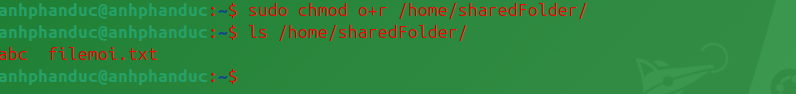 anhphanduc@anhphanduc:~$ sudo chmod o+r /home/sharedFolder/
anhphanduc@anhphanduc:~$ ls /home/sharedFolder/
abc  filemoi.txt
anhphanduc@anhphanduc:~$